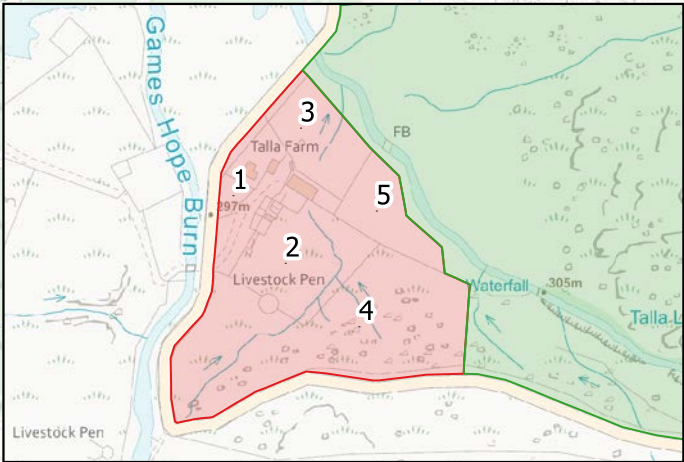 Games Hope Burn
3
FB
Talla Farm
1
5
297m
2
Livestock Pen
Waterfall
305m
4
Talla L
Livestock Pen